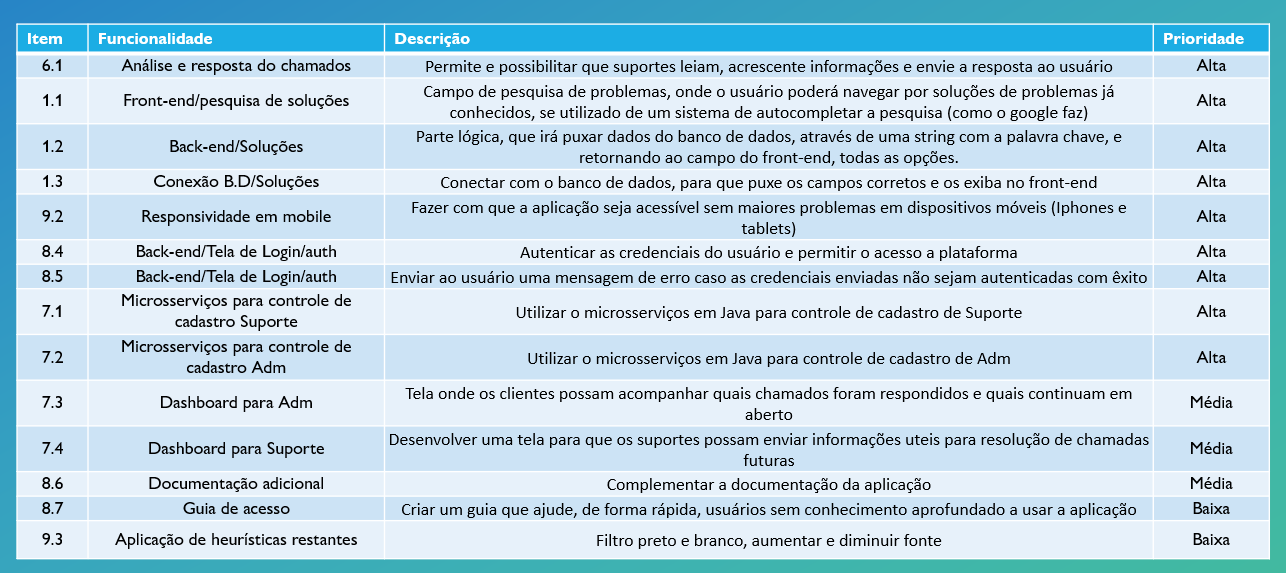 Item Funcionalidade Descrição Prioridade
6.1 Análise e resposta do chamados Permite e possibilitar que suportes leiam, acrescente informações e envie a resposta ao usuário Alta
1.1 Front-end/pesquisa de soluções Campo de pesquisa de problemas, onde o usuário poderá navegar por soluções de problemas já
conhecidos, se utilizado de um sistema de autocompletar a pesquisa (como o google faz) Alta
1.2 Back-end/Soluções Parte lógica, que irá puxar dados do banco de dados, através de uma string com a palavra chave, e
retornando ao campo do front-end, todas as opções. Alta
1.3 Conexão B.D/Soluções Conectar com o banco de dados, para que puxe os campos corretos e os exiba no front-end Alta
9.2 Responsividade em mobile Fazer com que a aplicação seja acessível sem maiores problemas em dispositivos móveis (Iphones e
tablets) Alta
8.4 Back-end/Tela de Login/auth Autenticar as credenciais do usuário e permitir o acesso a plataforma Alta
8.5 Back-end/Tela de Login/auth Enviar ao usuário uma mensagem de erro caso as credenciais enviadas não sejam autenticadas com êxito Alta
7.1 Microsserviços para controle de
cadastro Suporte Utilizar o microsserviços em Java para controle de cadastro de Suporte Alta
7.2 Microsserviços para controle de
cadastro Adm Utilizar o microsserviços em Java para controle de cadastro de Adm Alta
7.3 Dashboard para Adm Tela onde os clientes possam acompanhar quais chamados foram respondidos e quais continuam em
aberto Média
7.4 Dashboard para Suporte Desenvolver uma tela para que os suportes possam enviar informações uteis para resolução de chamadas
futuras Média
8.6 Documentação adicional Complementar a documentação da aplicação Média
8.7 Guia de acesso Criar um guia que ajude, de forma rápida, usuários sem conhecimento aprofundado a usar a aplicação Baixa
9.3 Aplicação de heurísticas restantes Filtro preto e branco, aumentar e diminuir fonte Baixa